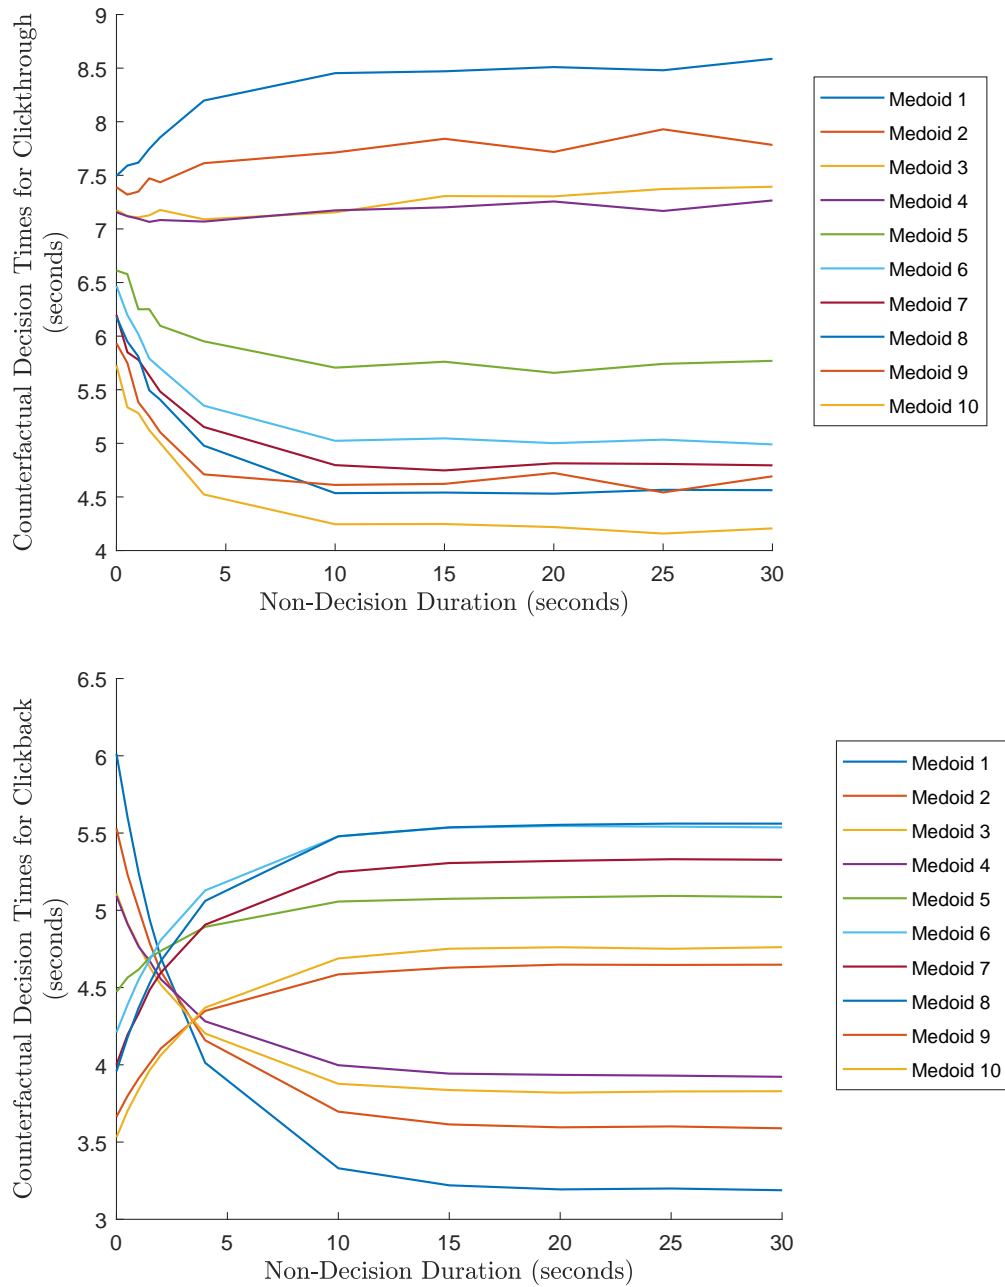 Counterfactual Decision Times for Clickthrough
(seconds)
9
8.5
8
7.5
7
6.5
6
5.5
5
4.5
4
0
5
10
15
20
25
30
Non-Decision Duration (seconds)
Medoid 1
Medoid 2
Medoid 3
Medoid 4
Medoid 5
Medoid 6
Medoid 7
Medoid 8
Medoid 9
Medoid 10
Counterfactual Decision Times for Clickback
(seconds)
6.5
6
5.5
5
4.5
4
3.5
3
0
5
10
15
20
25
30
Non-Decision Duration (seconds)
Medoid 1
Medoid 2
Medoid 3
Medoid 4
Medoid 5
Medoid 6
Medoid 7
Medoid 8
Medoid 9
Medoid 10